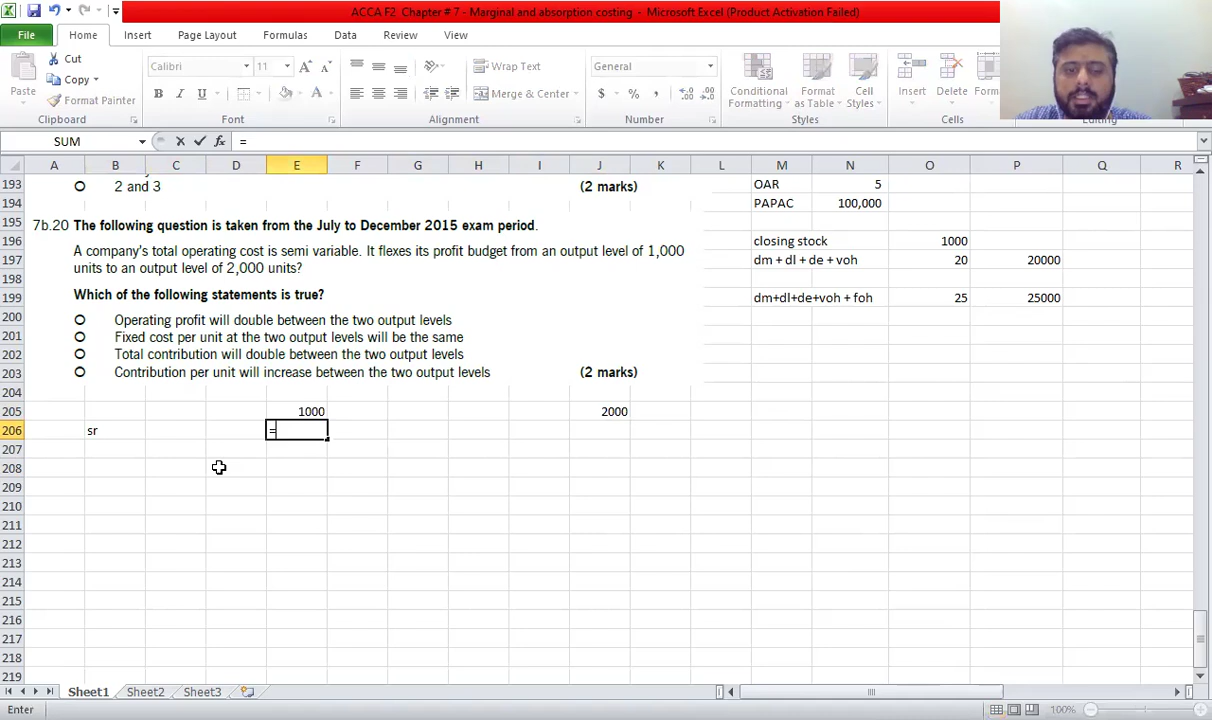 ACCA F2 Chapter # 7 - Marginal and absorption costing - Microsoft Excel (Product Activation Failed)
File Home Insert Page Layout Formulas Data Review View
Paste Cut Copy Format Painter Clipboard
Calibri 11 A A B I U A Font
Wrap Text Merge & Center Alignment
General $ % , Number
Conditional Formatting Format as Table Cell Styles Styles
Insert Delete Form Cells
Editing
SUM fx =
A B C D E F G H I J K L M N O P Q R
193 2 and 3 (2 marks) OAR 5
194 PAPAC 100,000
195 7b.20 The following question is taken from the July to December 2015 exam period.
196 A company's total operating cost is semi variable. It flexes its profit budget from an output level of 1,000 closing stock 1000
197 units to an output level of 2,000 units? dm + dl + de + voh 20 20000
198
199 Which of the following statements is true? dm+dl+de+voh + foh 25 25000
200 Operating profit will double between the two output levels
201 Fixed cost per unit at the two output levels will be the same
202 Total contribution will double between the two output levels
203 Contribution per unit will increase between the two output levels (2 marks)
204
205 1000 2000
206 sr =
207
208
209
210
211
212
213
214
215
216
217
218
219
Sheet1 Sheet2 Sheet3
Enter 100%